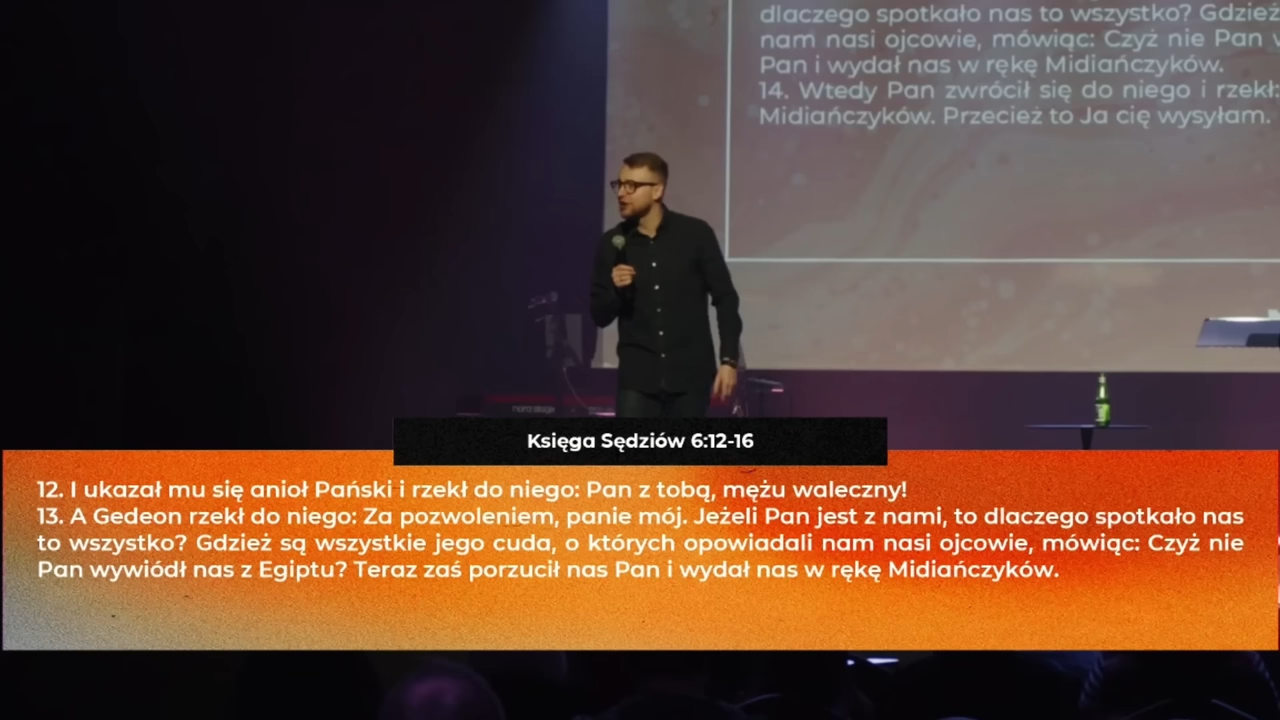 dlaczego spotkało nas to wszystko? Gdzież
nam nasi ojcowie, mówiąc: Czyż nie Pan
Pan i wydał nas w rękę Midiańczyków.
14. Wtedy Pan zwrócił się do niego i rzekł:
Midiańczyków. Przecież to Ja cię wysyłam.
Księga Sędziów 6:12-16
12. I ukazał mu się anioł Pański i rzekł do niego: Pan z tobą, mężu waleczny!
13. A Gedeon rzekł do niego: Za pozwoleniem, panie mój. Jeżeli Pan jest z nami, to dlaczego spotkało nas
to wszystko? Gdzież są wszystkie jego cuda, o których opowiadali nam nasi ojcowie, mówiąc: Czyż nie
Pan wywiódł nas z Egiptu? Teraz zaś porzucił nas Pan i wydał nas w rękę Midiańczyków.